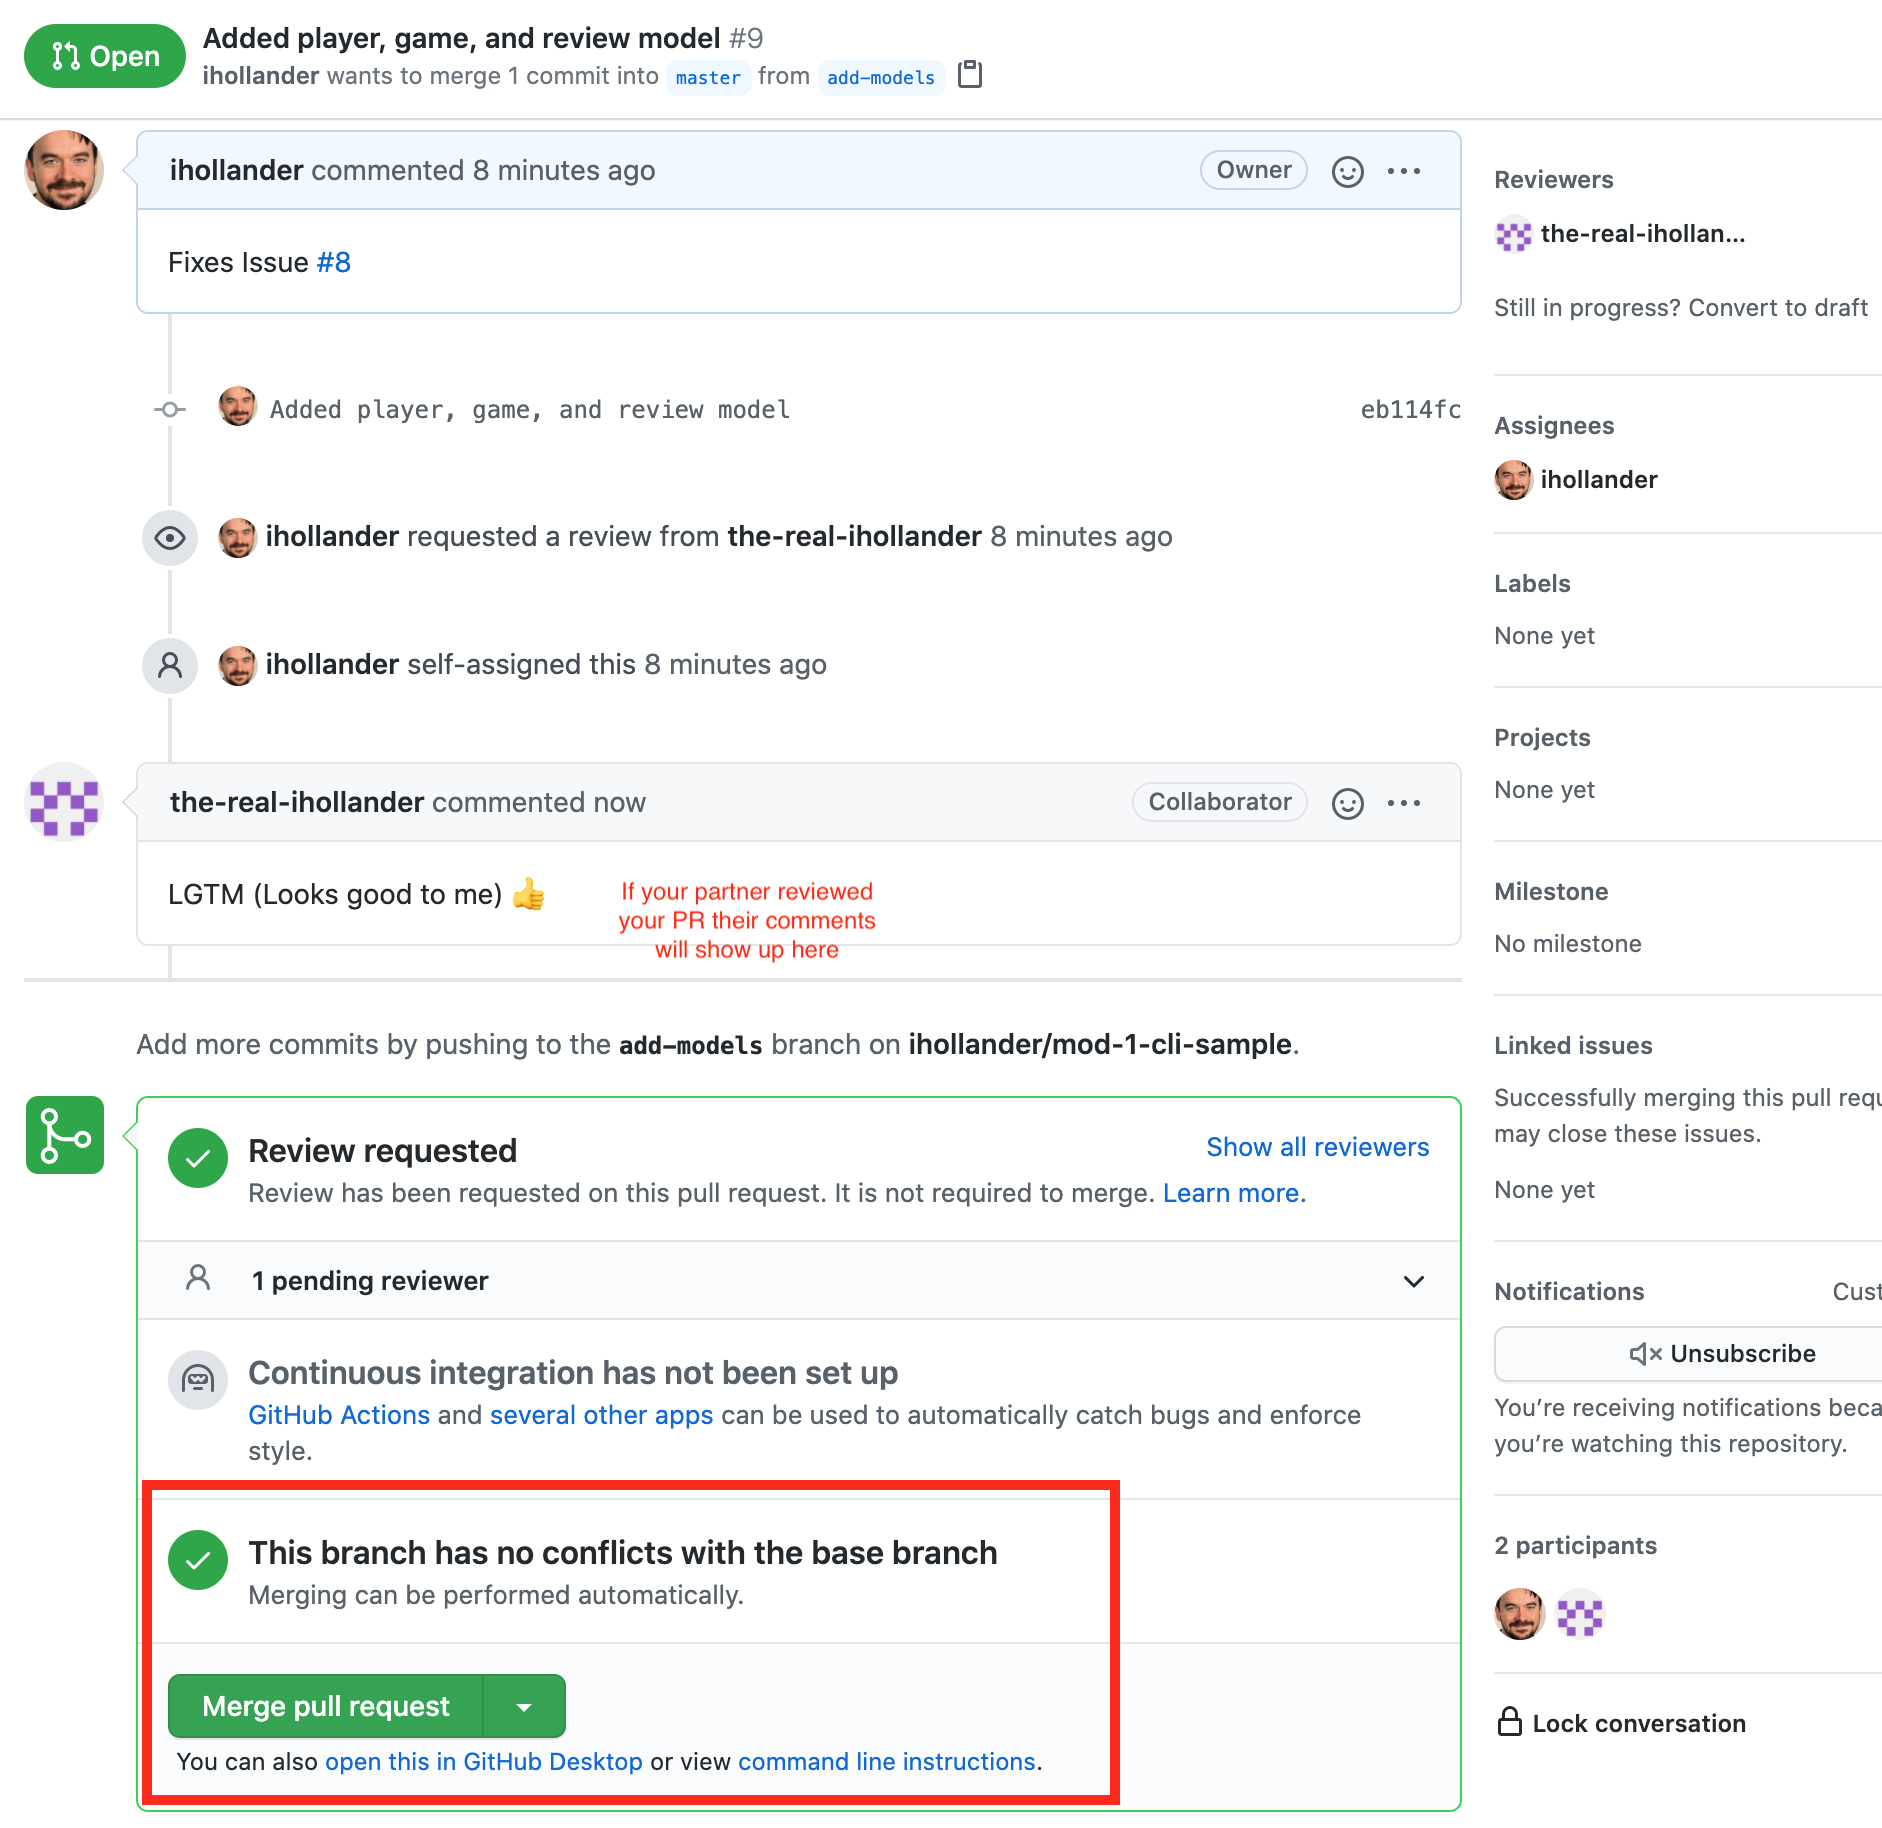 Open
Added player, game, and review model #9
ihollander wants to merge 1 commit into master from add-models
ihollander commented 8 minutes ago
Owner
Fixes Issue #8
Added player, game, and review model
eb114fc
ihollander requested a review from the-real-ihollander 8 minutes ago
ihollander self-assigned this 8 minutes ago
the-real-ihollander commented now
Collaborator
LGTM (Looks good to me) 👍
If your partner reviewed
your PR their comments
will show up here
Add more commits by pushing to the add-models branch on ihollander/mod-1-cli-sample.
Review requested
Show all reviewers
Review has been requested on this pull request. It is not required to merge. Learn more.
1 pending reviewer
Continuous integration has not been set up
GitHub Actions and several other apps can be used to automatically catch bugs and enforce
style.
This branch has no conflicts with the base branch
Merging can be performed automatically.
Merge pull request
You can also open this in GitHub Desktop or view command line instructions.
Reviewers
the-real-ihollan...
Still in progress? Convert to draft
Assignees
ihollander
Labels
None yet
Projects
None yet
Milestone
No milestone
Linked issues
Successfully merging this pull requ
may close these issues.
None yet
Notifications
Cust
Unsubscribe
You're receiving notifications beca
you're watching this repository.
2 participants
Lock conversation